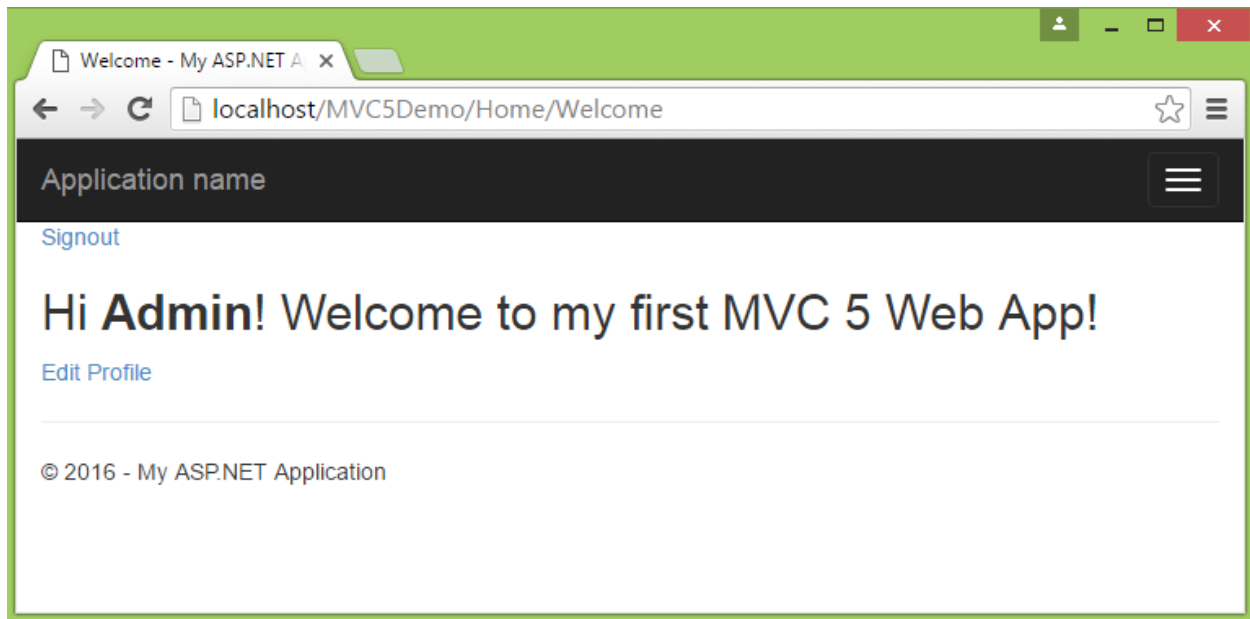 Welcome - My ASP.NET A
localhost/MVC5Demo/Home/Welcome
Application name
Signout
Hi Admin! Welcome to my first MVC 5 Web App!
Edit Profile
© 2016 - My ASP.NET Application